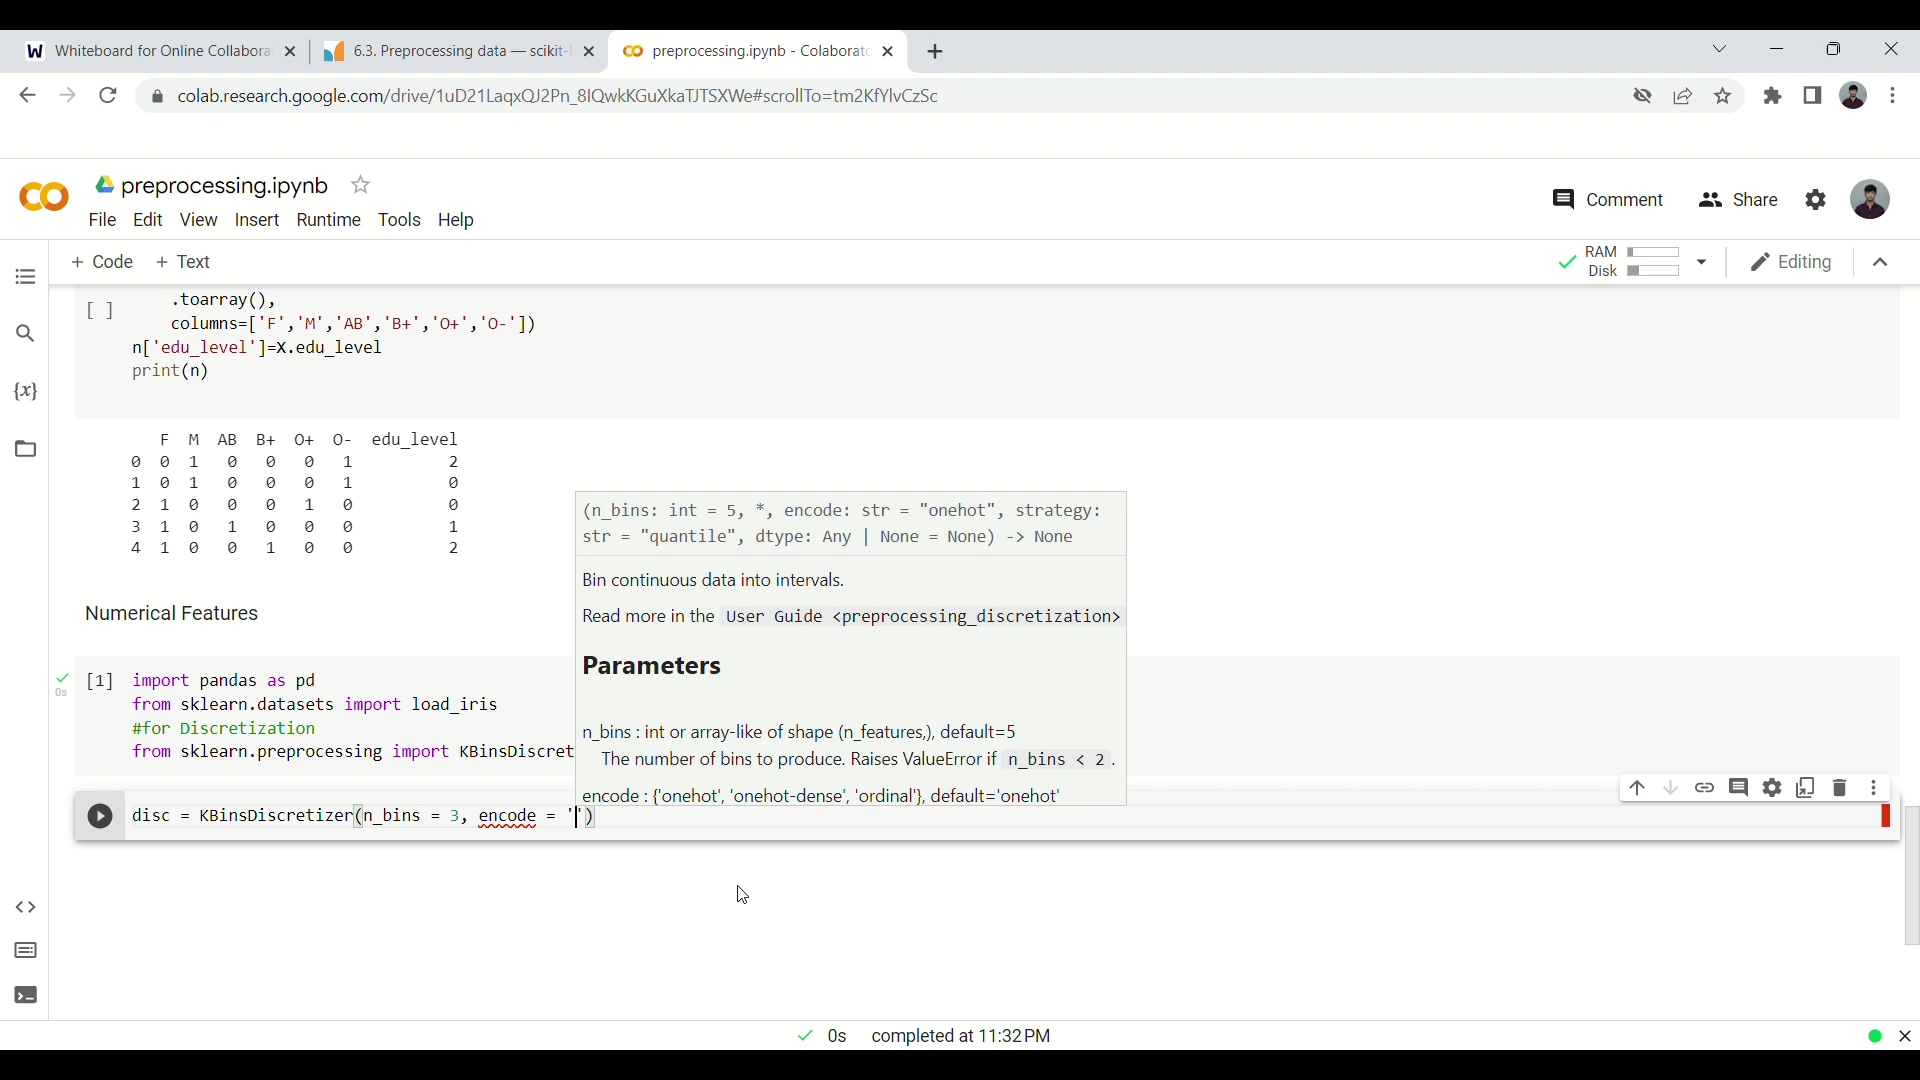 Whiteboard for Online Collabora
6.3. Preprocessing data — scikit-
preprocessing.ipynb - Colaborato
colab.research.google.com/drive/1uD21LaqxQJ2Pn_8IQwkKGuXkaTJTSXWe#scrollTo=tm2KfYlvCzSc
preprocessing.ipynb
Comment
Share
File Edit View Insert Runtime Tools Help
+ Code + Text
RAM
Disk
Editing
[ ]
.toarray(),
columns=['F','M','AB','B+','O+','O-'])
n['edu_level']=X.edu_level
print(n)
F M AB B+ O+ O- edu_level
0 0 1 0 0 0 1 2
1 0 1 0 0 0 1 0
2 1 0 0 0 1 0 0
3 1 0 1 0 0 0 1
4 1 0 0 1 0 0 2
(n_bins: int = 5, *, encode: str = "onehot", strategy:
str = "quantile", dtype: Any | None = None) -> None
Bin continuous data into intervals.
Read more in the User Guide <preprocessing_discretization>
Parameters
n_bins : int or array-like of shape (n_features,), default=5
The number of bins to produce. Raises ValueError if n_bins < 2.
encode : {'onehot', 'onehot-dense', 'ordinal'}, default='onehot'
Numerical Features
0s
[1] import pandas as pd
from sklearn.datasets import load_iris
#for Discretization
from sklearn.preprocessing import KBinsDiscret
disc = KBinsDiscretizer(n_bins = 3, encode = '')
0s completed at 11:32 PM